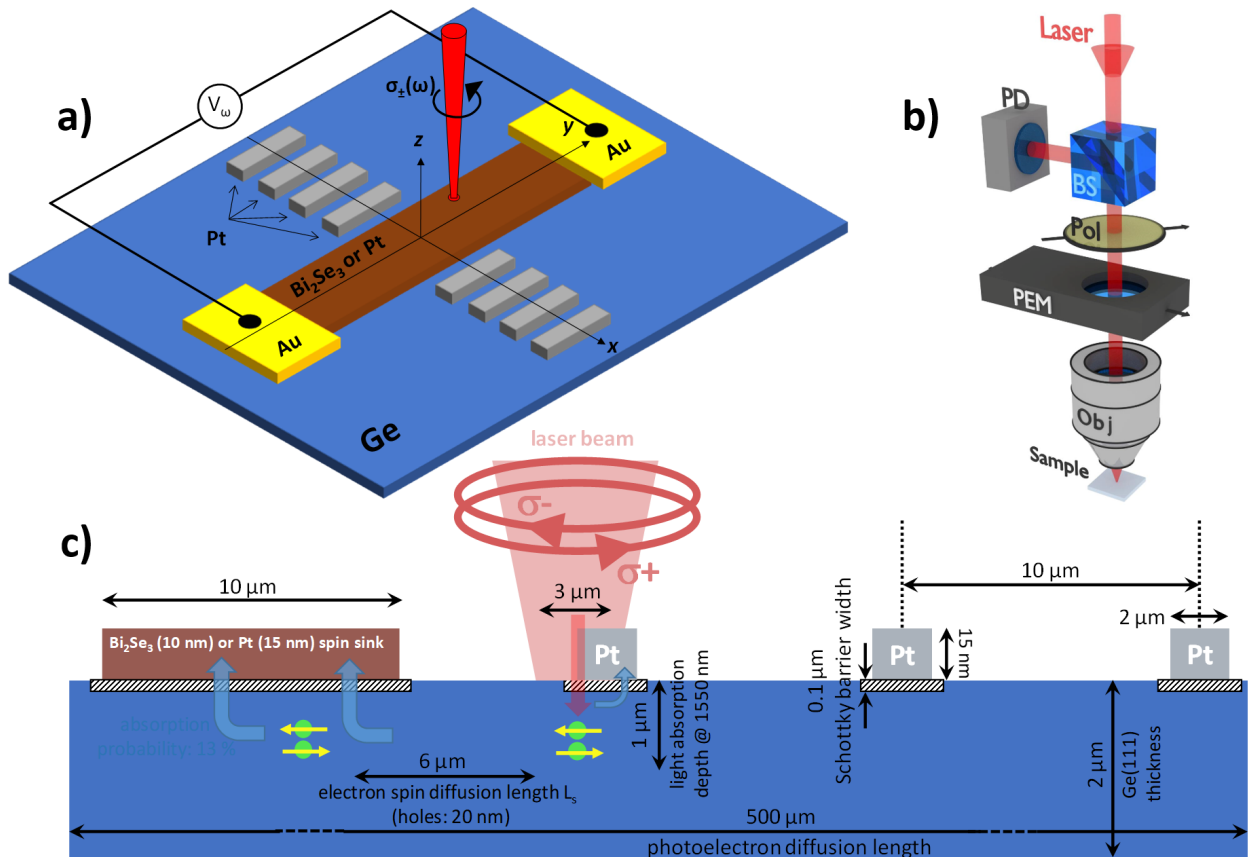 a)
V_ω
σ_±(ω)
z
y
Au
Pt
Bi₂Se₃ or Pt
Au
x
Ge
b)
Laser
PD
BS
Pol
PEM
Obj
Sample
c)
laser beam
σ-
σ+
10 µm
3 µm
10 µm
2 µm
Bi₂Se₃ (10 nm) or Pt (15 nm) spin sink
Pt
Pt
Pt
15 nm
absorption
probability: 13 %
6 µm
electron spin diffusion length Lₛ
(holes: 20 nm)
1 µm
light absorption
depth @ 1550 nm
0.1 µm
Schottky barrier width
2 µm
Ge(111)
thickness
500 µm
photoelectron diffusion length